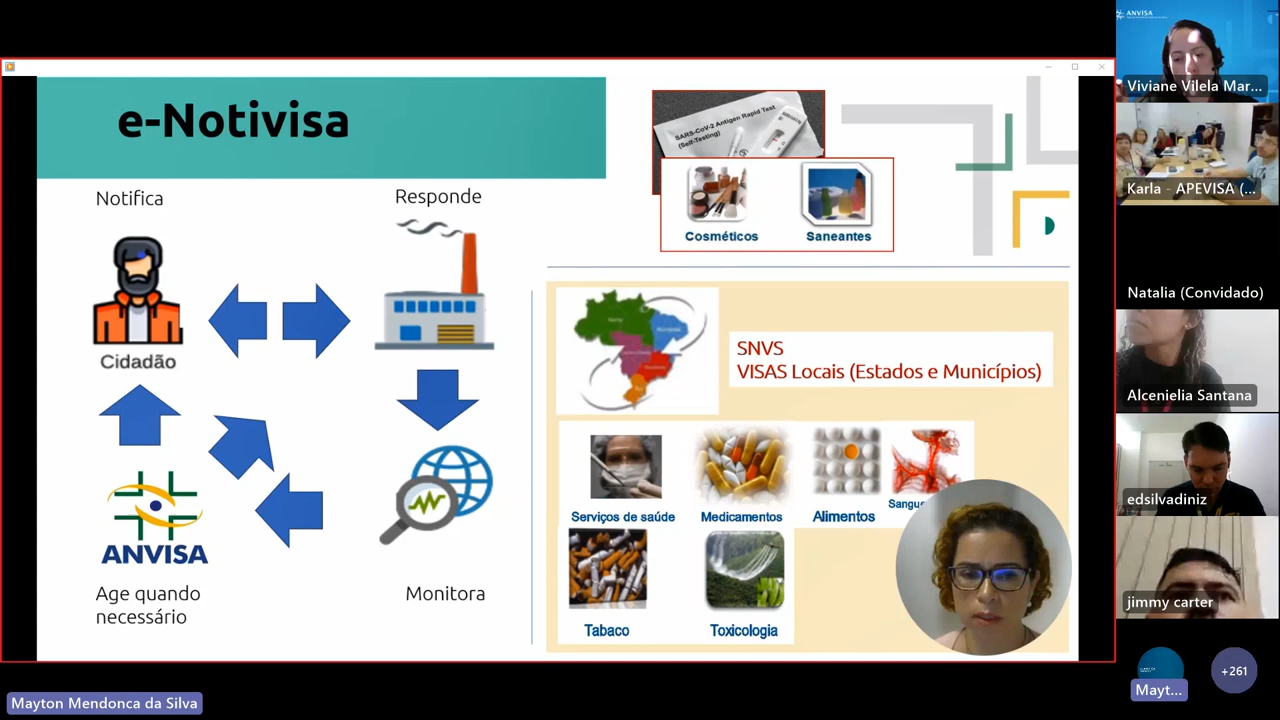 e-Notivisa
SARS-CoV-2 Antigen Rapid Test
(Self-Testing)
Cosméticos
Saneantes
Notifica
Responde
Cidadão
ANVISA
Age quando
necessário
Monitora
SNVS
VISAS Locais (Estados e Municípios)
Serviços de saúde
Medicamentos
Alimentos
Sangue
Tabaco
Toxicologia
ANVISA
Viviane Vilela Mar...
Karla - APEVISA (...
Natalia (Convidado)
Alcenielia Santana
edsilvadiniz
jimmy carter
Mayt...
+261
Mayton Mendonca da Silva